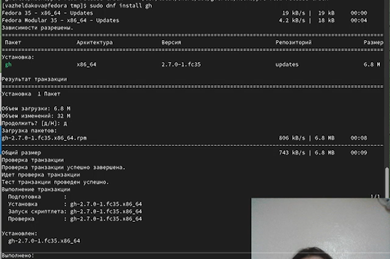 [vazheldakava@fedora tmp]$ sudo dnf install gh
Fedora 35 - x86_64 - Updates 19 kB/s | 19 kB 00:00
Fedora Modular 35 - x86_64 - Updates 4.2 kB/s | 18 kB 00:04
Зависимости разрешены.
Пакет Архитектура Версия Репозиторий Размер
Установка:
gh x86_64 2.7.0-1.fc35 updates 6.8 M
Результат транзакции
Установка 1 Пакет
Объем загрузки: 6.8 M
Объем изменений: 32 M
Продолжить? [д/Н]: д
Загрузка пакетов:
gh-2.7.0-1.fc35.x86_64.rpm 806 kB/s | 6.8 MB 00:08
Общий размер 743 kB/s | 6.8 MB 00:09
Проверка транзакции
Проверка транзакции успешно завершена.
Идет проверка транзакции
Тест транзакции проведен успешно.
Выполнение транзакции
Подготовка : 1/1
Установка : gh-2.7.0-1.fc35.x86_64
Запуск скриптлета: gh-2.7.0-1.fc35.x86_64
Проверка : gh-2.7.0-1.fc35.x86_64
Установлен:
gh-2.7.0-1.fc35.x86_64
Выполнено!